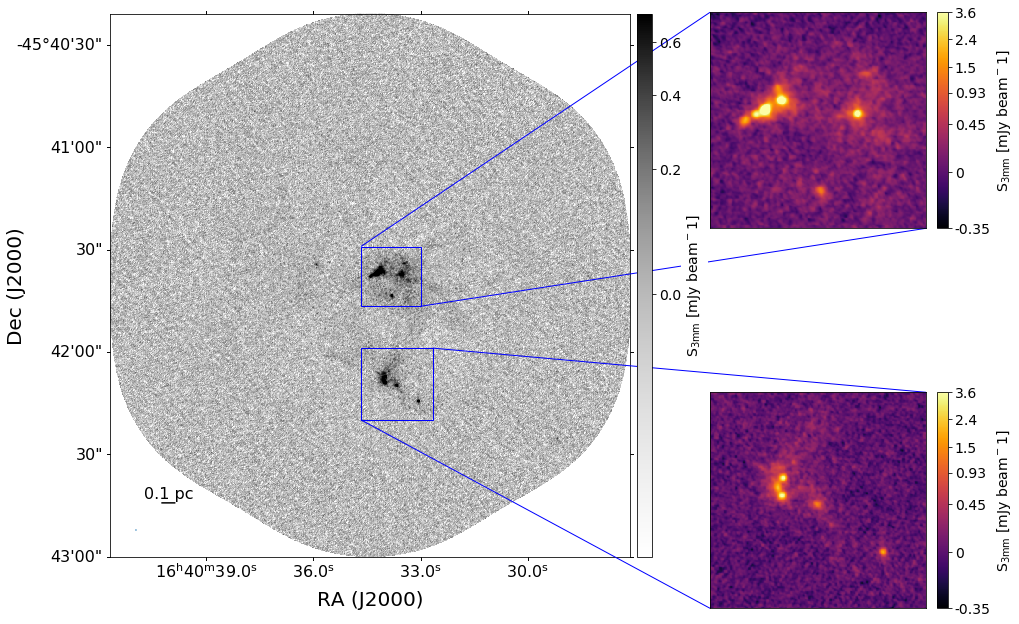 -45°40'30"
41'00"
30"
42'00"
30"
43'00"
Dec (J2000)
16ʰ40ᵐ39.0ˢ
36.0ˢ
33.0ˢ
30.0ˢ
RA (J2000)
0.1 pc
0.6
0.4
0.2
0.0
S₃ₘₘ [mJy beam⁻1]
3.6
2.4
1.5
0.93
0.45
0
-0.35
S₃ₘₘ [mJy beam⁻1]
3.6
2.4
1.5
0.93
0.45
0
-0.35
S₃ₘₘ [mJy beam⁻1]